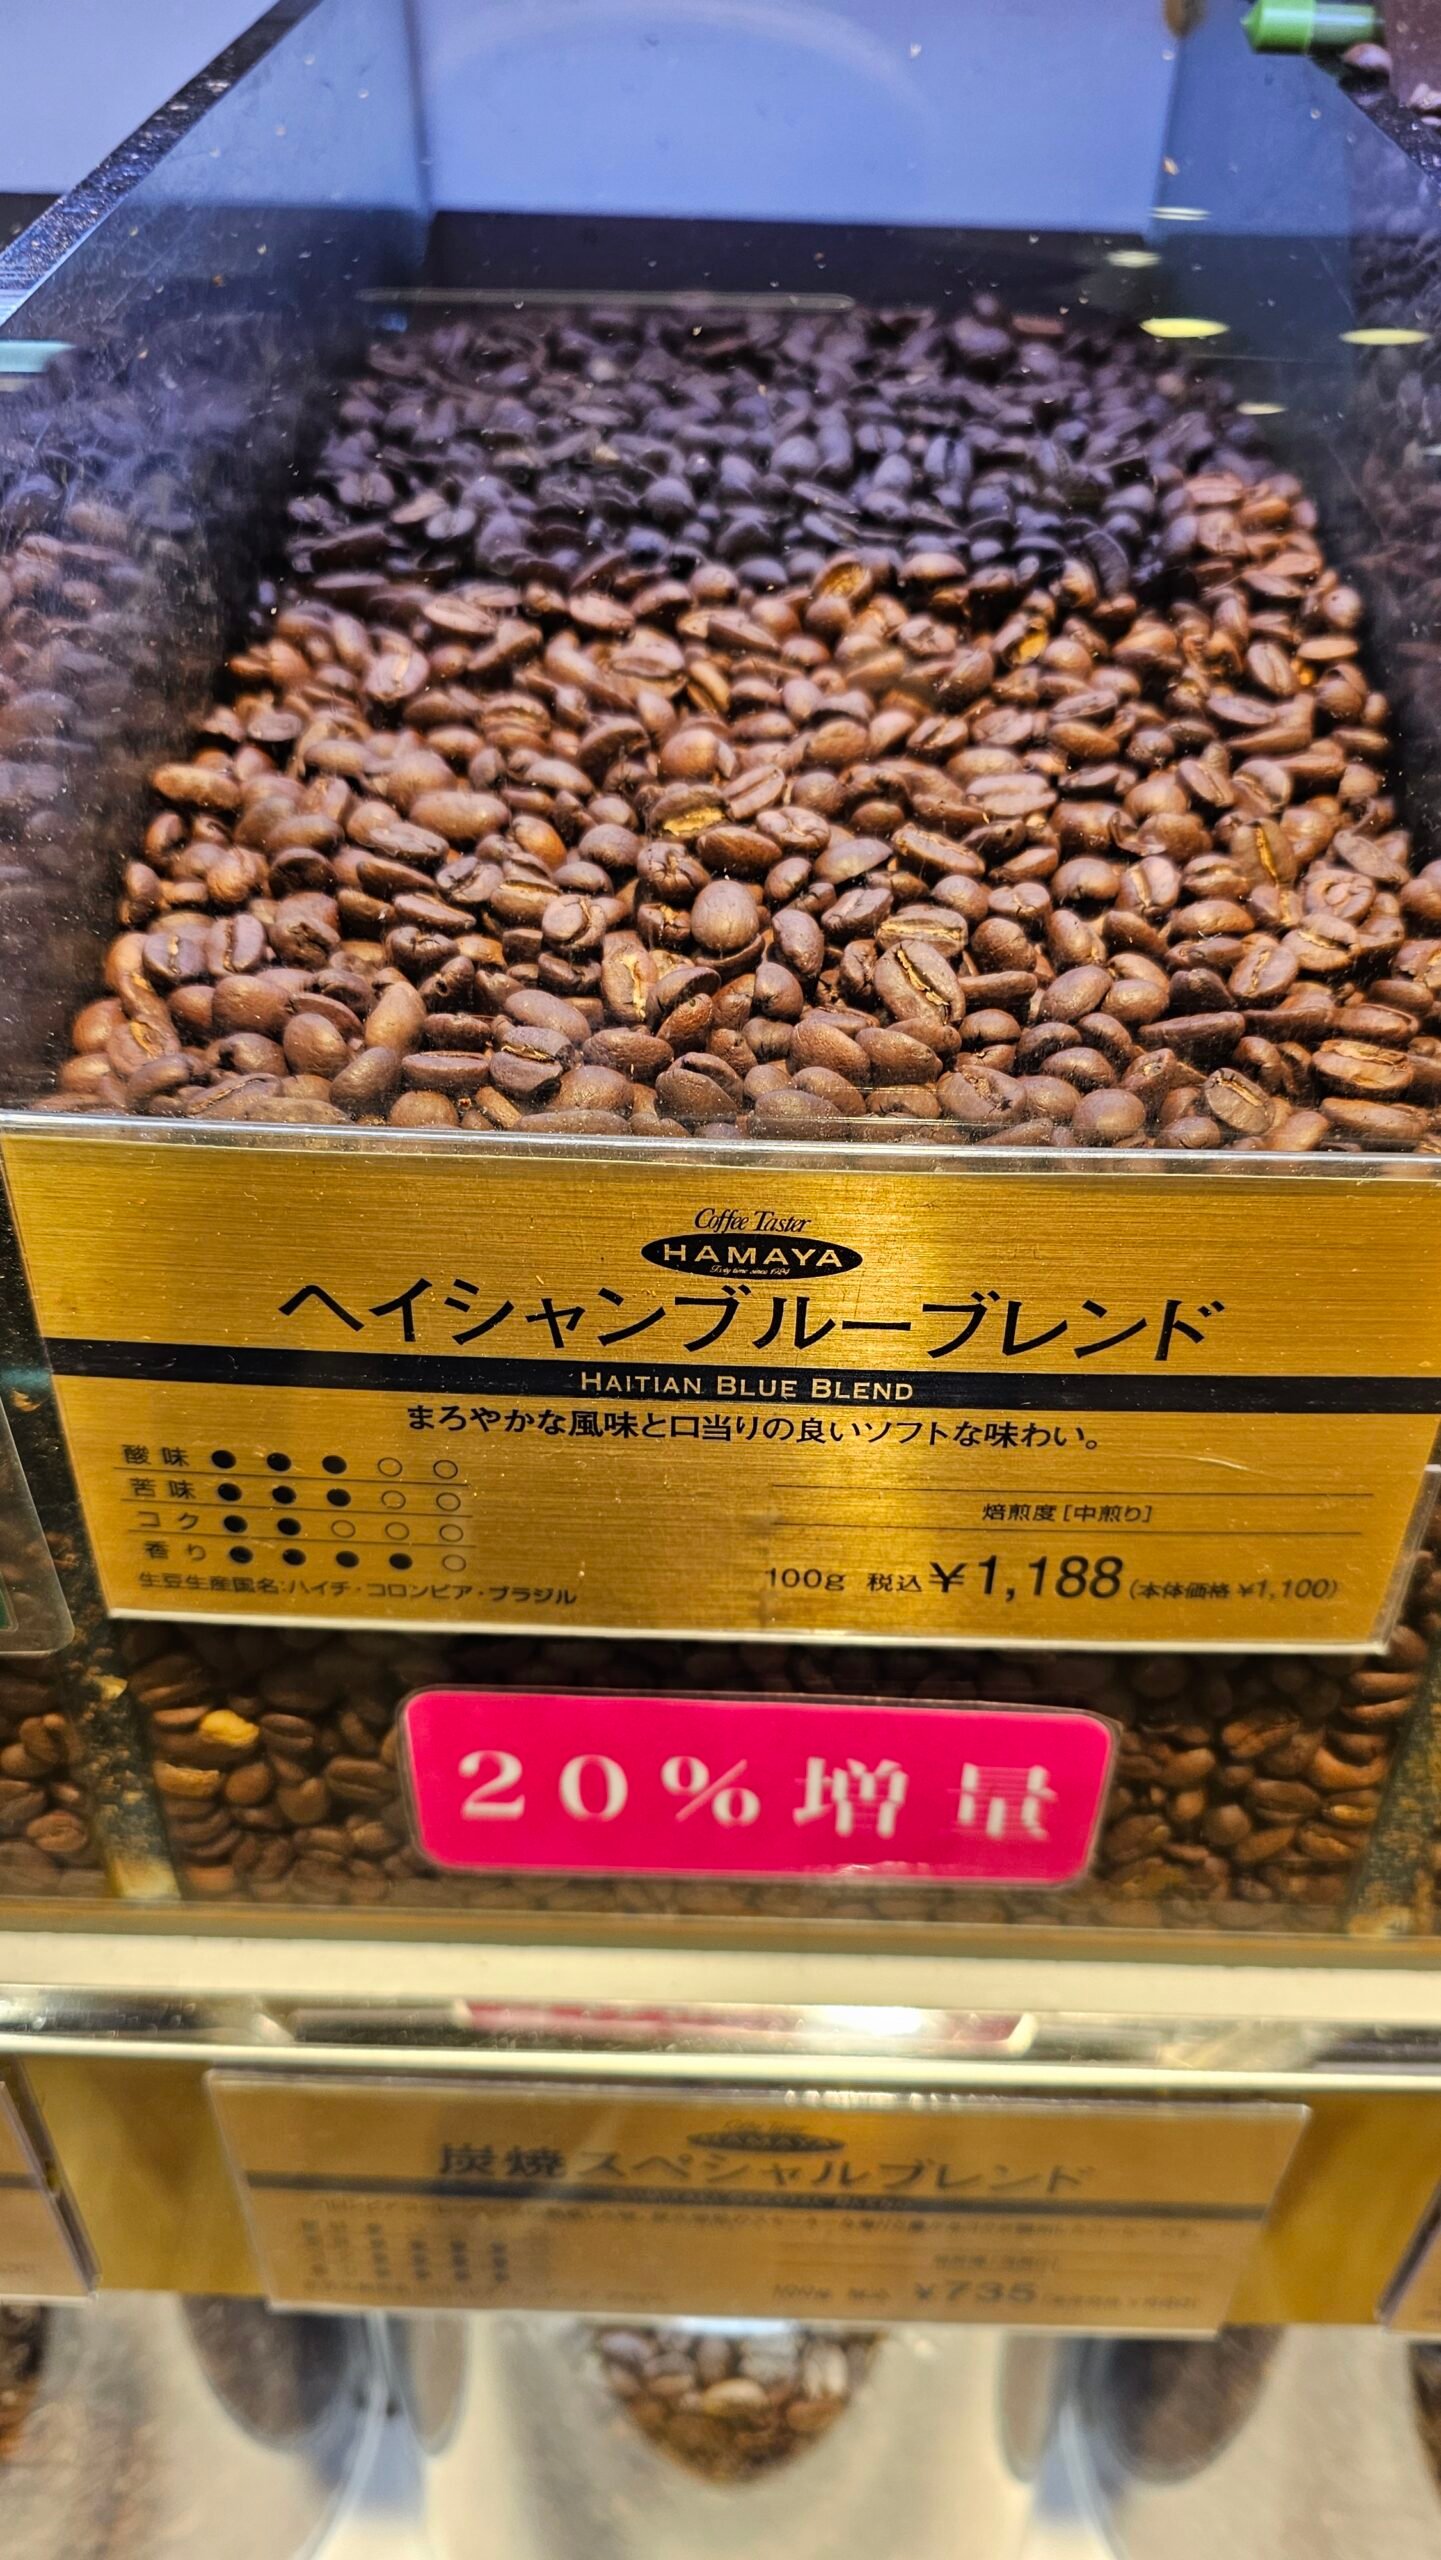 Coffee Taster
HAMAYA
ヘイシャンブルーブレンド
HAITIAN BLUE BLEND
まろやかな風味と口当りの良いソフトな味わい。
酸味 ●●●○○
苦味 ●●●○○
コク ●●○○○
香り ●●●●○
生豆生産国名:ハイチ・コロンビア・ブラジル
焙煎度[中煎り]
100g 税込¥1,188(本体価格 ¥1,100)
20%増量
HAMAYA
炭焼スペシャルブレンド
¥735